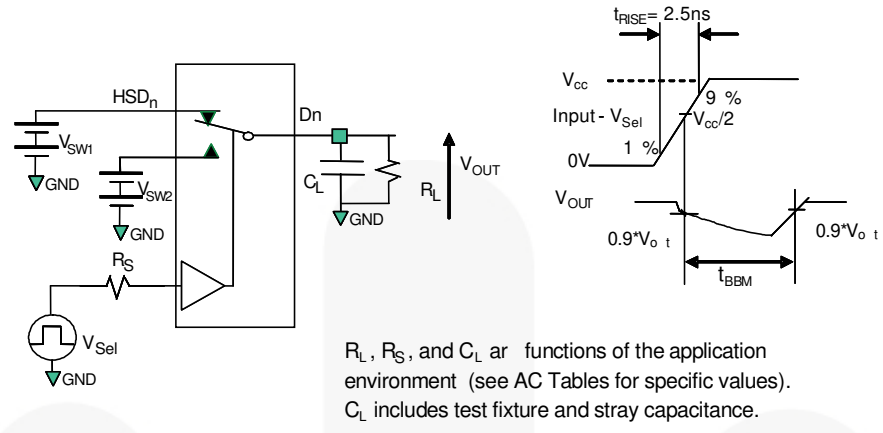 tRISE= 2.5ns
HSDn
Dn
VSW1
GND
VSW2
GND
CL
RL
VOUT
GND
RS
VSel
GND
Vcc
9 %
Input - VSel
Vcc/2
1 %
0V
VOUT
0.9*Vo t
0.9*Vo t
tBBM
RL , RS, and CL ar functions of the application
environment (see AC Tables for specific values).
CL includes test fixture and stray capacitance.